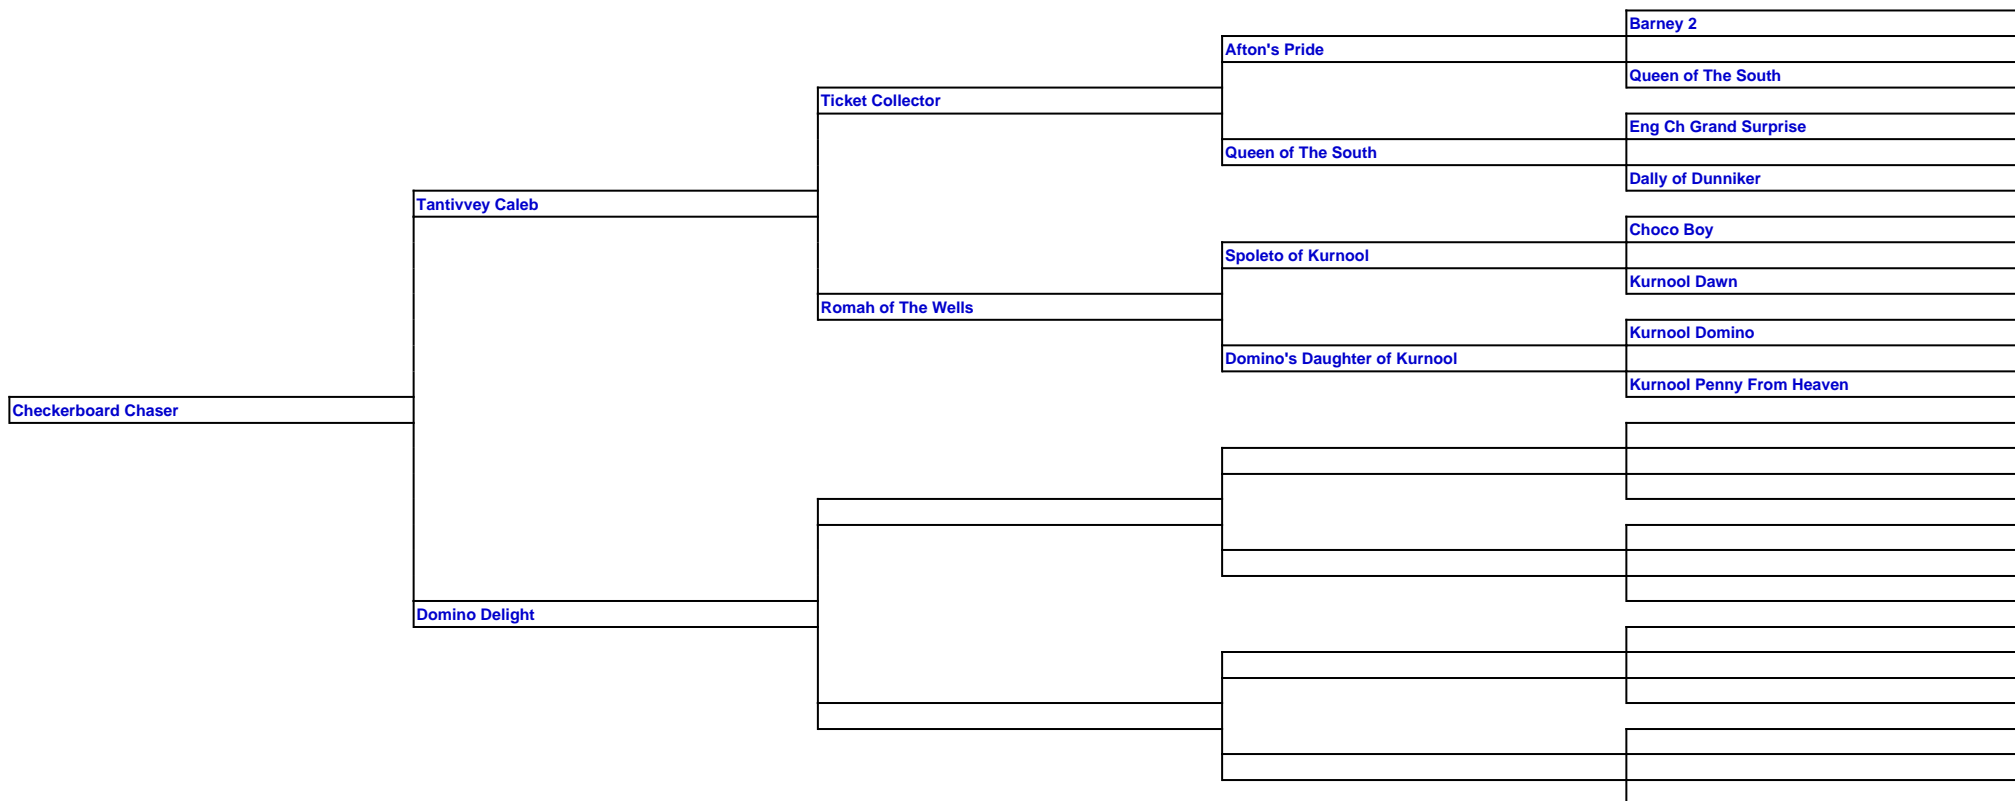 Barney 2
Afton's Pride
Queen of The South
Ticket Collector
Eng Ch Grand Surprise
Queen of The South
Dally of Dunniker
Tantivvey Caleb
Choco Boy
Spoleto of Kurnool
Kurnool Dawn
Romah of The Wells
Kurnool Domino
Domino's Daughter of Kurnool
Kurnool Penny From Heaven
Checkerboard Chaser
Domino Delight